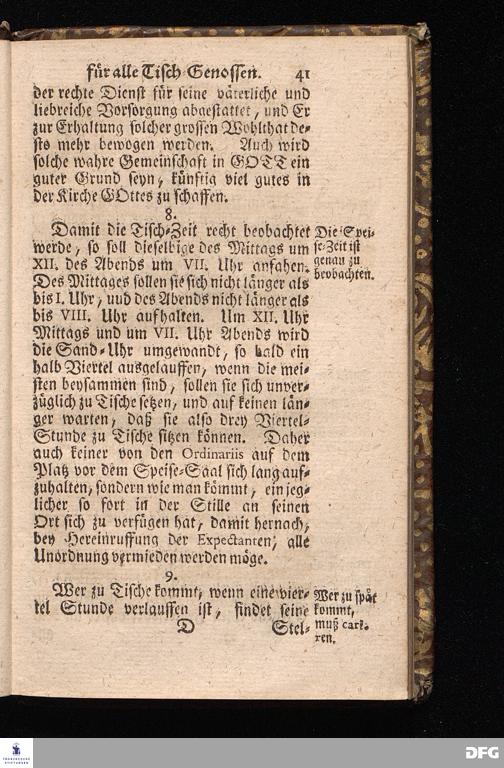 für alle Tisch-Genossen. 41
der rechte Dienst für seine väterliche und
liebreiche Vorsorgung abgestattet, und Er
zur Erhaltung solcher grossen Wohlthat de-
sto mehr bewogen werden. Auch wird
solche wahre Gemeinschaft in GOTT ein
guter Grund seyn, künftig viel gutes in
der Kirche GOttes zu schaffen.
8.
Damit die Tisch-Zeit recht beobachtet
werde, so soll dieselbige des Mittags um
XII. des Abends um VII. Uhr anfahen.
Des Mittages sollen sie sich nicht länger als
bis I. Uhr, uud des Abends nicht länger als
bis VIII. Uhr aufhalten. Um XII. Uhr
Mittags und um VII. Uhr Abends wird
die Sand-Uhr umgewandt, so bald ein
halb Viertel ausgelauffen, wenn die mei-
sten beysammen sind, sollen sie sich unver-
züglich zu Tische setzen, und auf keinen län-
ger warten, daß sie also drey Viertel-
Stunde zu Tische sitzen können. Daher
auch keiner von den Ordinariis auf dem
Platz vor dem Speise-Saal sich lang auf-
zuhalten, sondern wie man kömmt, ein jeg-
licher so fort in der Stille an seinen
Ort sich zu verfügen hat, damit hernach,
bey Hereinruffung der Expectanten, alle
Unordnung vermieden werden möge.
Die Spei-
se-Zeit ist
genau zu
beobachten.
9.
Wer zu Tische kommt, wenn eine vier-
tel Stunde verlauffen ist, findet seine
Wer zu spät
kommt,
muß cari-
ren.
D Stel-
FRANCKESCHE
STIFTUNGEN
DFG